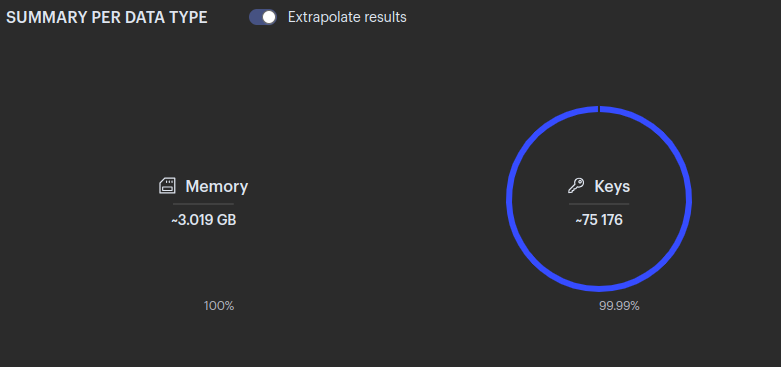 SUMMARY PER DATA TYPE
Extrapolate results
Memory
~3.019 GB
100%
Keys
~75 176
99.99%